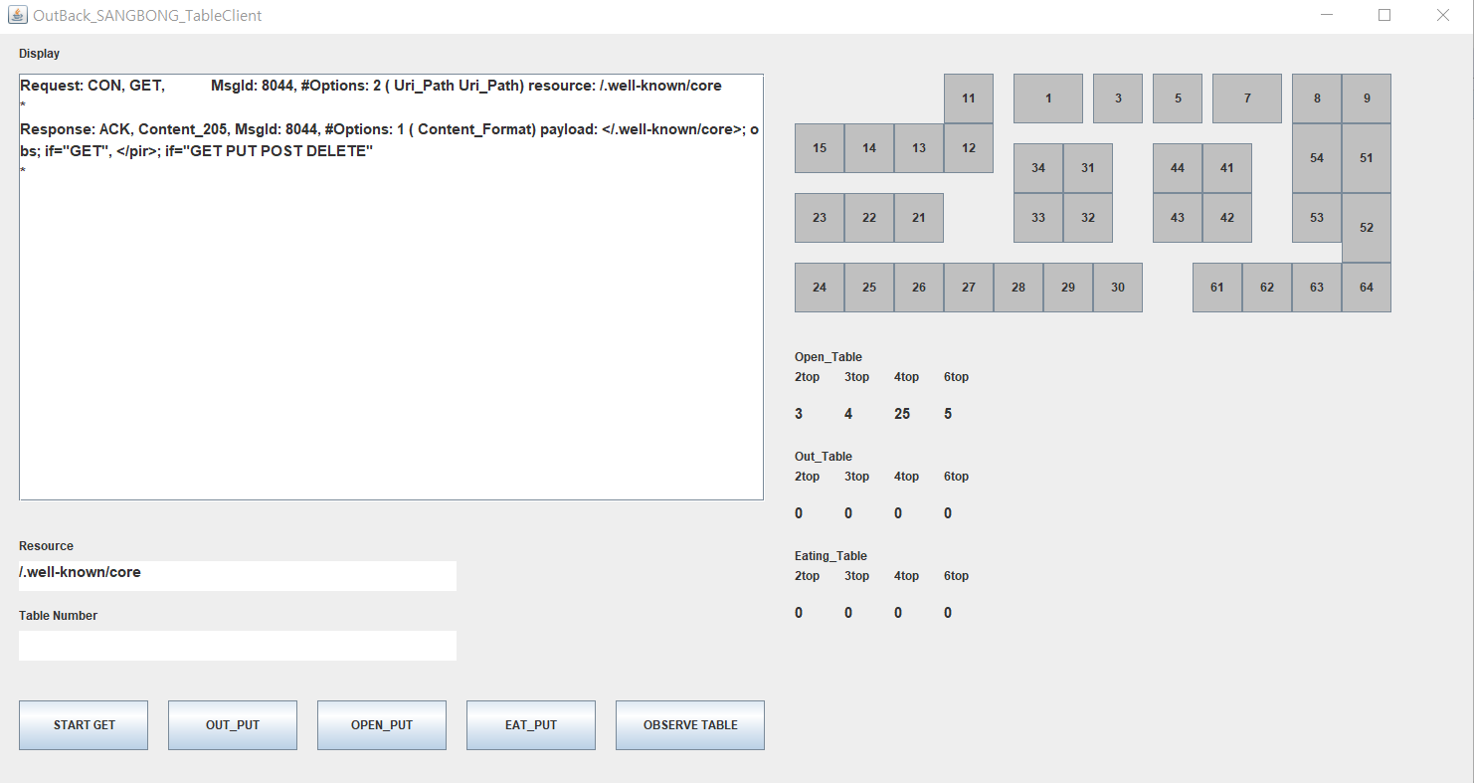 OutBack_SANGBONG_TableClient
Display
Request: CON, GET, MsgId: 8044, #Options: 2 ( Uri_Path Uri_Path) resource: /.well-known/core
*
Response: ACK, Content_205, MsgId: 8044, #Options: 1 ( Content_Format) payload: </.well-known/core>; o
bs; if="GET", </pir>; if="GET PUT POST DELETE"
*
Resource
/.well-known/core
Table Number
START GET OUT_PUT OPEN_PUT EAT_PUT OBSERVE TABLE
11 1 3 5 7 8 9
15 14 13 12 54 51
34 31 44 41
23 22 21 33 32 43 42 53 52
24 25 26 27 28 29 30 61 62 63 64
Open_Table
2top 3top 4top 6top
3 4 25 5
Out_Table
2top 3top 4top 6top
0 0 0 0
Eating_Table
2top 3top 4top 6top
0 0 0 0